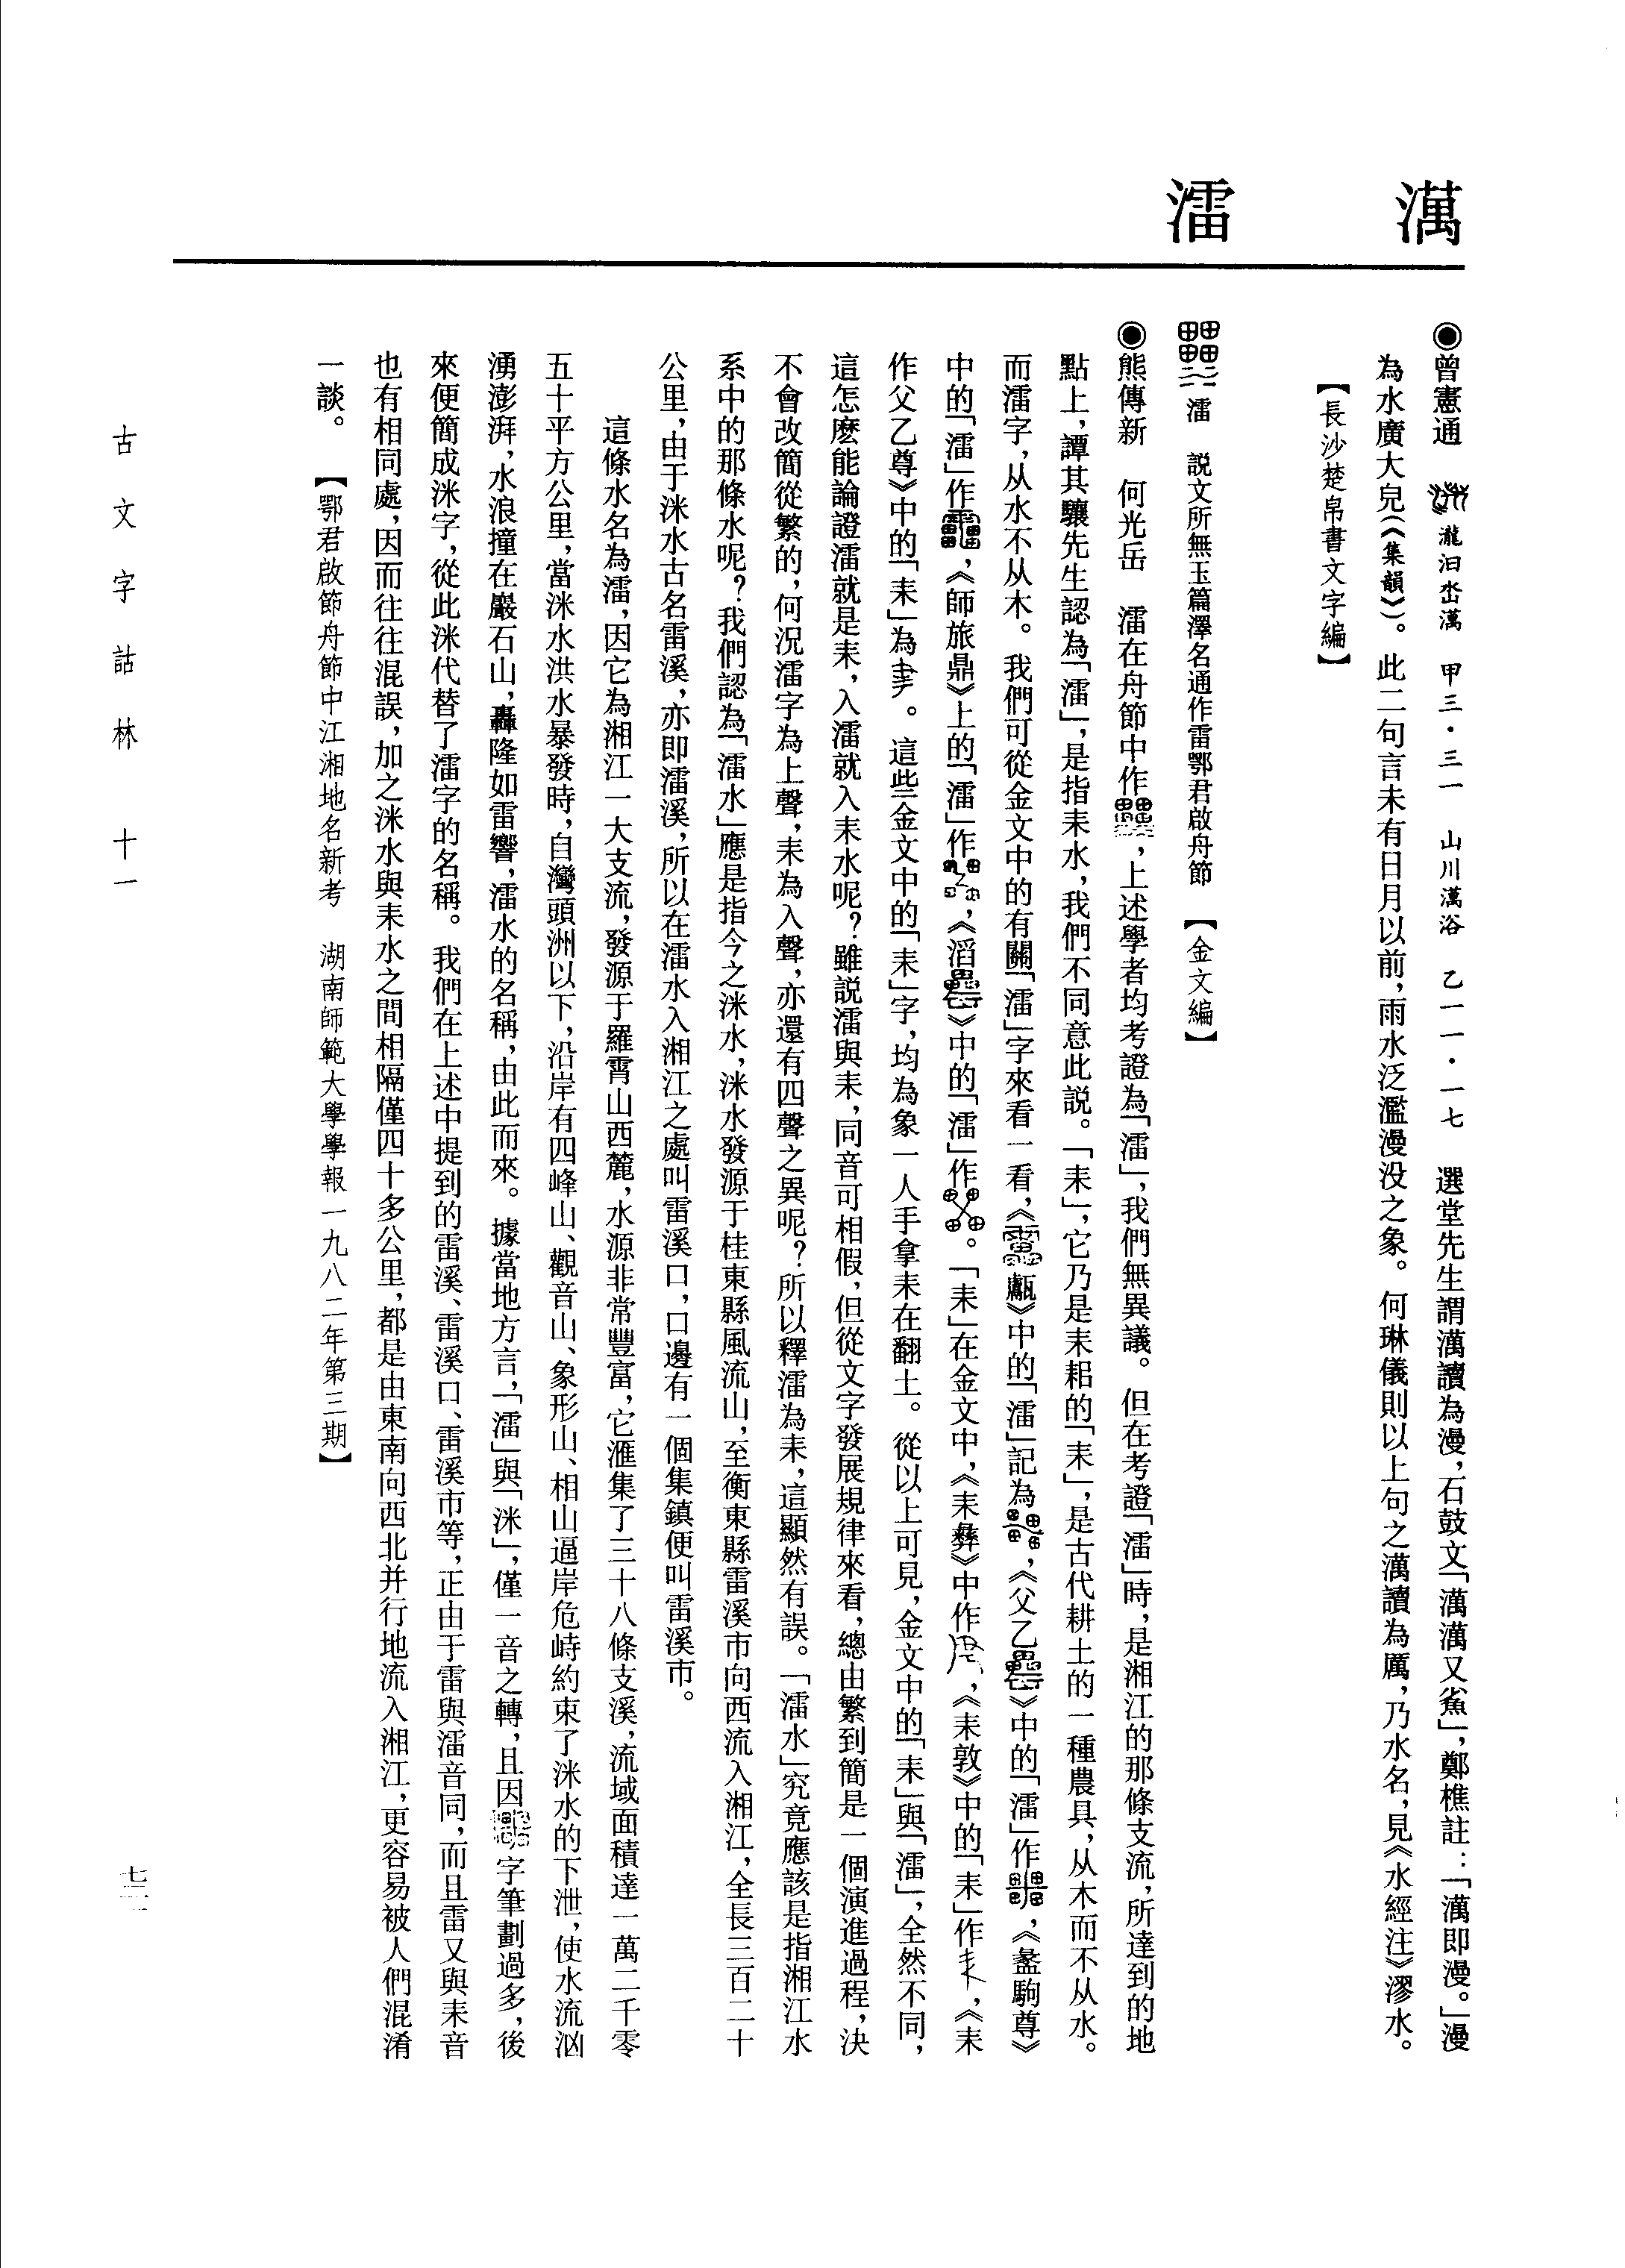 澫
澑
◉曾憲通　瀧汩凼澫　甲三·三一　山川澫浴　乙一一·一七　選堂先生謂澫讀為漫，石鼓文「澫澫又鯊」，鄭樵註：「澫即漫。」漫
為水廣大皃（《集韻》）。此二句言未有日月以前，雨水泛濫漫没之象。何琳儀則以上句之澫讀為厲，乃水名，見《水經注》漻水。
【長沙楚帛書文字編】
澑　説文所無玉篇澤名通作雷鄂君啟舟節　【金文編】
◉熊傳新　何光岳　澑在舟節中作，上述學者均考證為「澑」，我們無異議。但在考證「澑」時，是湘江的那條支流，所達到的地
點上，譚其驤先生認為「澑」，是指耒水，我們不同意此説。「耒」，它乃是耒耜的「耒」，是古代耕土的一種農具，从木而不从水。
而澑字，从水不从木。我們可從金文中的有關「澑」字來看一看，《甗》中的「澑」記為，《父乙》中的「澑」作，《盠駒尊》
中的「澑」作，《師旅鼎》上的「澑」作，《滔》中的「澑」作。「耒」在金文中，《耒彝》中作，《耒敦》中的「耒」作，《耒
作父乙尊》中的「耒」為。這些金文中的「耒」字，均為象一人手拿耒在翻土。從以上可見，金文中的「耒」與「澑」，全然不同，
這怎麽能論證澑就是耒，入澑就入耒水呢？雖説澑與耒，同音可相假，但從文字發展規律來看，總由繁到簡是一個演進過程，決
不會改簡從繁的，何況澑字為上聲，耒為入聲，亦還有四聲之異呢？所以釋澑為耒，這顯然有誤。「澑水」究竟應該是指湘江水
系中的那條水呢？我們認為「澑水」應是指今之洣水，洣水發源于桂東縣風流山，至衡東縣雷溪市向西流入湘江，全長三百二十
公里，由于洣水古名雷溪，亦即澑溪，所以在澑水入湘江之處叫雷溪口，口邊有一個集鎮便叫雷溪市。
這條水名為澑，因它為湘江一大支流，發源于羅霄山西麓，水源非常豐富，它滙集了三十八條支溪，流域面積達一萬二千零
五十平方公里，當洣水洪水暴發時，自灣頭洲以下，沿岸有四峰山、觀音山、象形山、相山逼岸危峙約束了洣水的下泄，使水流汹
湧澎湃，水浪撞在巖石山，轟隆如雷響，澑水的名稱，由此而來。據當地方言，「澑」與「洣」，僅一音之轉，且因字筆劃過多，後
來便簡成洣字，從此洣代替了澑字的名稱。我們在上述中提到的雷溪、雷溪口、雷溪市等，正由于雷與澑音同，而且雷又與耒音
也有相同處，因而往往混誤，加之洣水與耒水之間相隔僅四十多公里，都是由東南向西北并行地流入湘江，更容易被人們混淆
一談。　【鄂君啟節舟節中江湘地名新考　湖南師範大學學報一九八二年第三期】
古文字詁林　十一